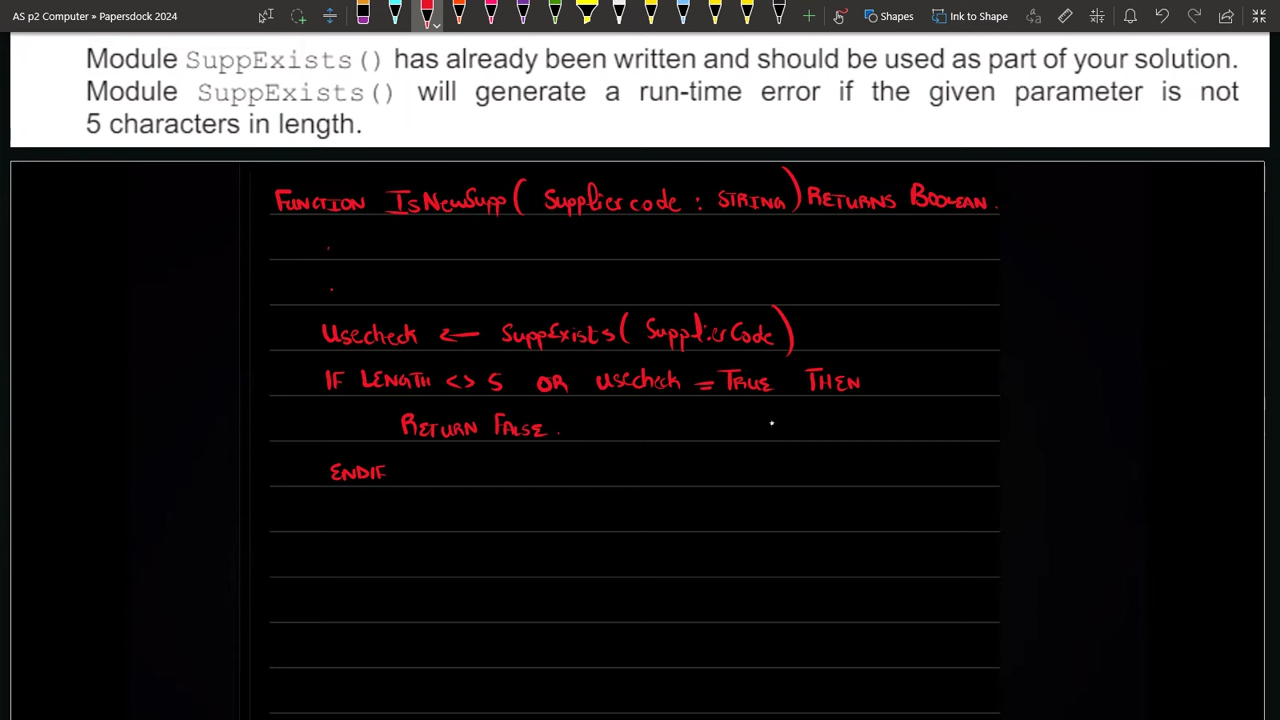 AS p2 Computer » Papersdock 2024
Shapes
Ink to Shape
Module SuppExists() has already been written and should be used as part of your solution.
Module SuppExists() will generate a run-time error if the given parameter is not
5 characters in length.
FUNCTION IsNewSupp( Suppliercode : STRING) RETURNS BOOLEAN.
.
.
Usecheck ← SuppExists( SupplierCode )
IF LENGTH <> 5 OR usecheck = TRUE THEN
RETURN FALSE.
ENDIF